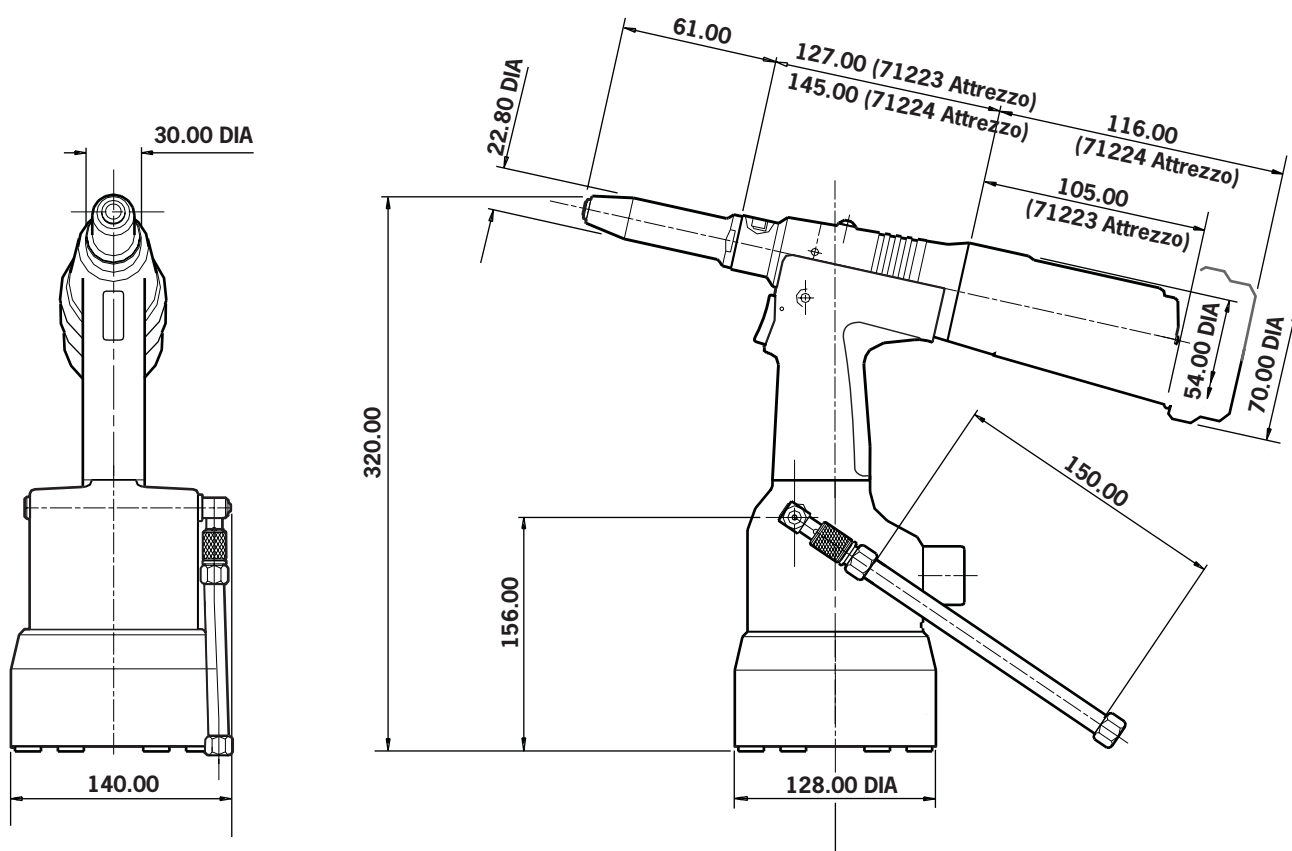 30.00 DIA
140.00
61.00
127.00 (71223 Attrezzo)
145.00 (71224 Attrezzo)
116.00
(71224 Attrezzo)
105.00
(71223 Attrezzo)
22.80 DIA
320.00
156.00
54.00 DIA
70.00 DIA
150.00
128.00 DIA